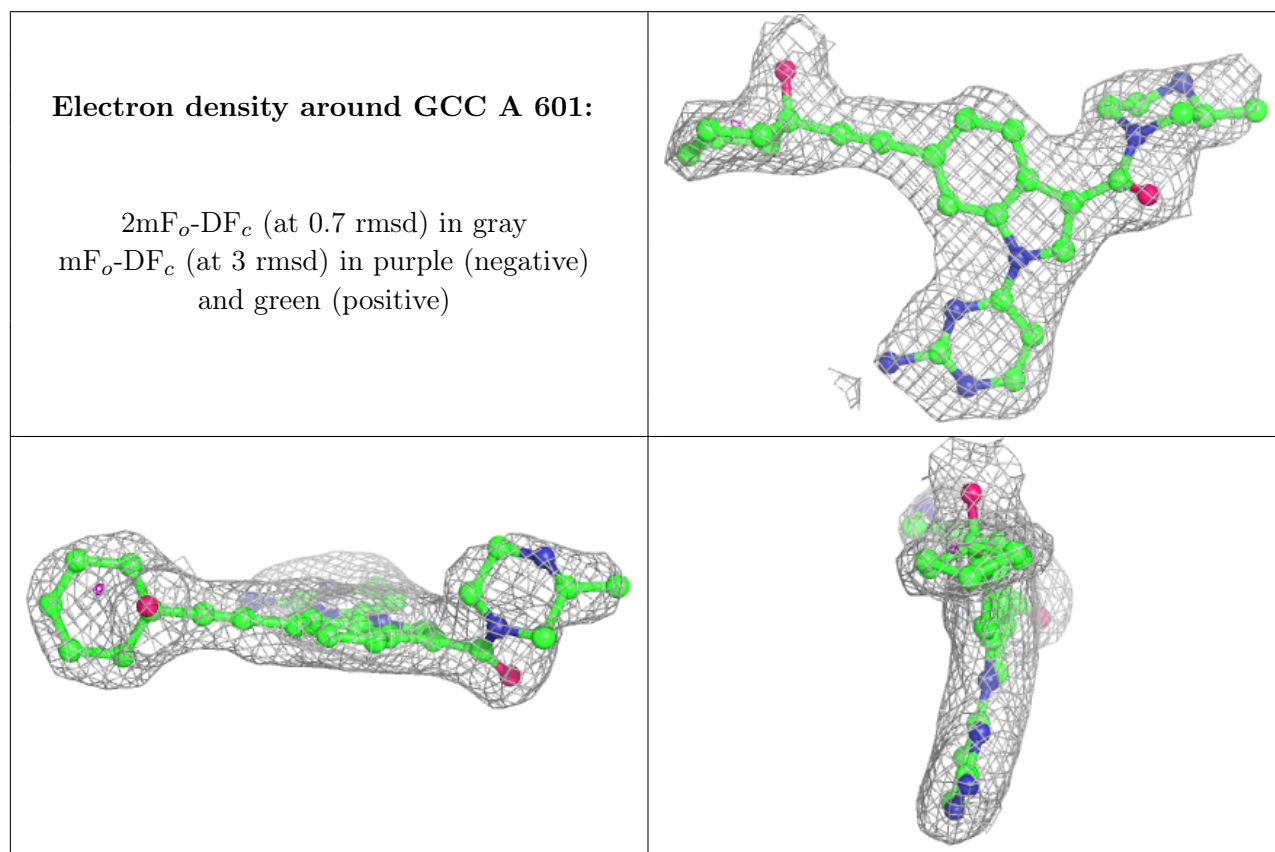 Electron density around GCC A 601:
2mFo-DFc (at 0.7 rmsd) in gray
mFo-DFc (at 3 rmsd) in purple (negative)
and green (positive)